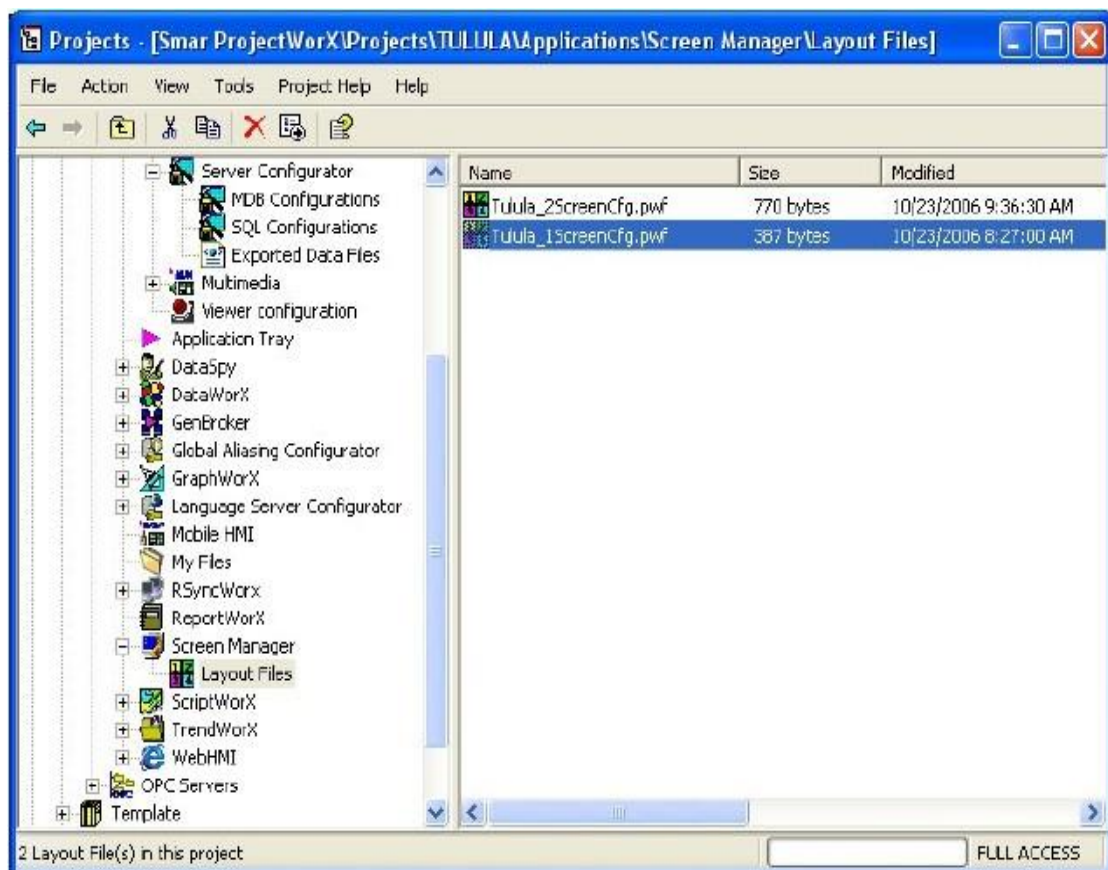 Projects - [Smar ProjectWorX\Projects\TULULA\Applications\Screen Manager\Layout Files]
File Action View Tools Project Help Help
Server Configurator
MDB Configurations
SQL Configurations
Exported Data Files
Multimedia
Viewer configuration
Application Tray
DataSpy
DataWorX
GenBroker
Global Aliasing Configurator
GraphWorX
Language Server Configurator
Mobile HMI
My Files
RSyncWorx
ReportWorX
Screen Manager
Layout Files
ScriptWorX
TrendWorX
WebHMI
OPC Servers
Template
Name Size Modified
Tulula_2ScreenCfg.pwf 770 bytes 10/23/2006 9:36:30 AM
Tulula_1ScreenCfg.pwf 387 bytes 10/23/2006 8:27:00 AM
2 Layout File(s) in this project
FULL ACCESS